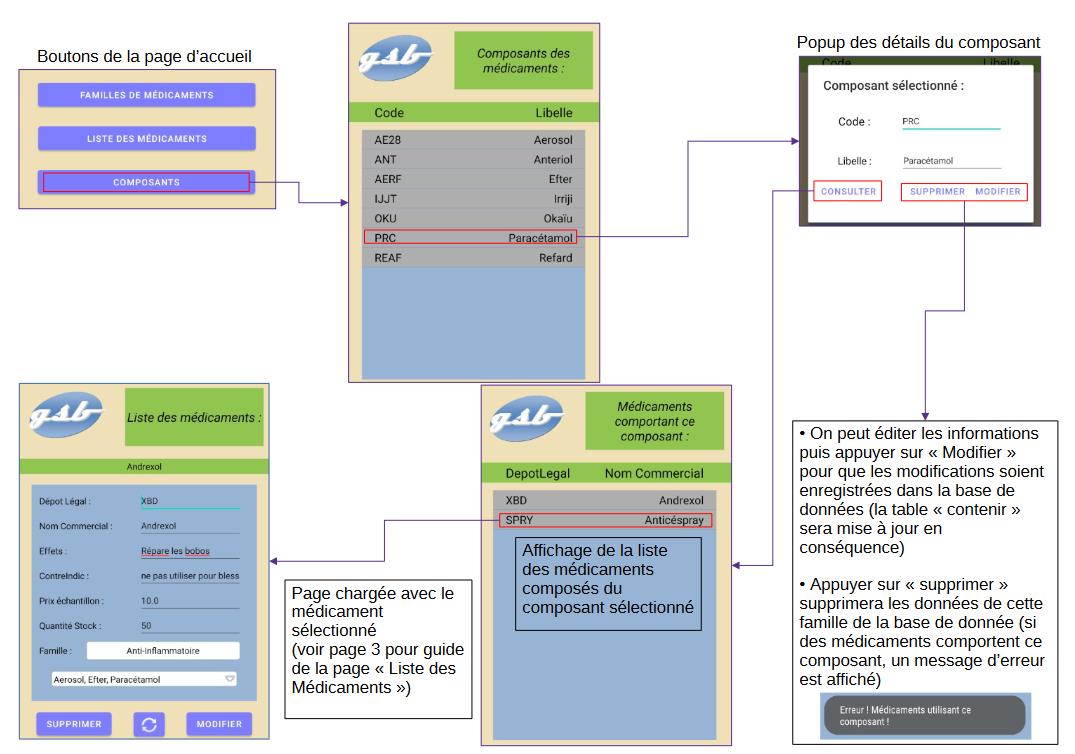 Boutons de la page d'accueil
FAMILLES DE MÉDICAMENTS
LISTE DES MÉDICAMENTS
COMPOSANTS
gsb
Composants des
médicaments :
Code Libelle
AE28 Aerosol
ANT Anteriol
AERF Efter
IJJT Irriji
OKU Okaïu
PRC Paracétamol
REAF Refard
Popup des détails du composant
Code Libelle
Composant sélectionné :
Code : PRC
Libelle : Paracétamol
CONSULTER SUPPRIMER MODIFIER
gsb
Liste des médicaments :
Andrexol
Dépot Légal : XBD
Nom Commercial : Andrexol
Effets : Répare les bobos
ContreIndic : ne pas utiliser pour bless
Prix échantillon : 10.0
Quantité Stock : 50
Famille : Anti-Inflammatoire
Aerosol, Efter, Paracétamol
SUPPRIMER MODIFIER
Page chargée avec le
médicament
sélectionné
(voir page 3 pour guide
de la page « Liste des
Médicaments »)
gsb
Médicaments
comportant ce
composant :
DepotLegal Nom Commercial
XBD Andrexol
SPRY Anticéspray
Affichage de la liste
des médicaments
composés du
composant sélectionné
• On peut éditer les informations
puis appuyer sur « Modifier »
pour que les modifications soient
enregistrées dans la base de
données (la table « contenir »
sera mise à jour en
conséquence)
• Appuyer sur « supprimer »
supprimera les données de cette
famille de la base de donnée (si
des médicaments comportent ce
composant, un message d'erreur
est affiché)
Erreur ! Médicaments utilisant ce
composant !